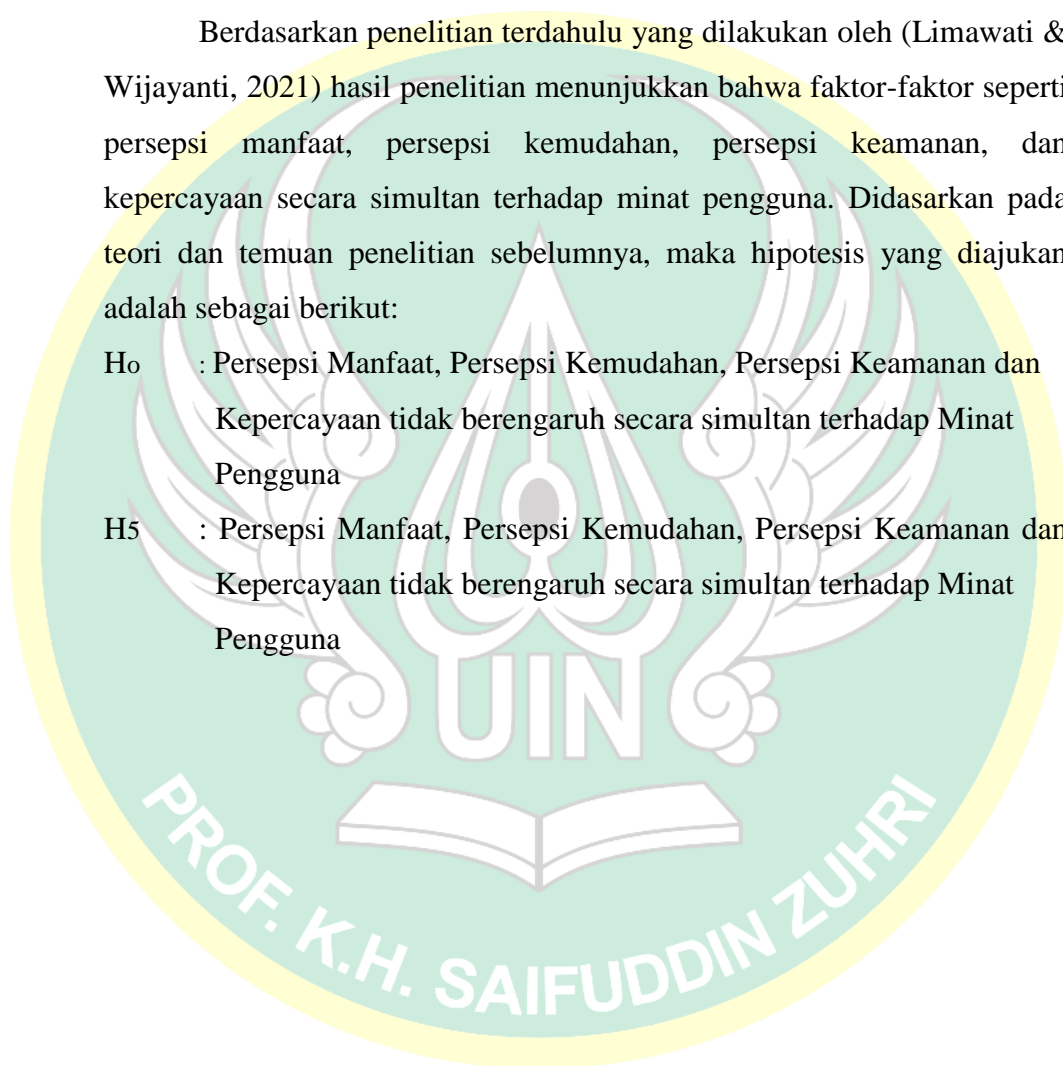 Berdasarkan penelitian terdahulu yang dilakukan oleh (Limawati &
Wijayanti, 2021) hasil penelitian menunjukkan bahwa faktor-faktor seperti
persepsi manfaat, persepsi kemudahan, persepsi keamanan, dan
kepercayaan secara simultan terhadap minat pengguna. Didasarkan pada
teori dan temuan penelitian sebelumnya, maka hipotesis yang diajukan
adalah sebagai berikut:
Ho : Persepsi Manfaat, Persepsi Kemudahan, Persepsi Keamanan dan
Kepercayaan tidak berengaruh secara simultan terhadap Minat
Pengguna
H5 : Persepsi Manfaat, Persepsi Kemudahan, Persepsi Keamanan dan
Kepercayaan tidak berengaruh secara simultan terhadap Minat
Pengguna
UIN
PROF. K.H. SAIFUDDIN ZUHRI